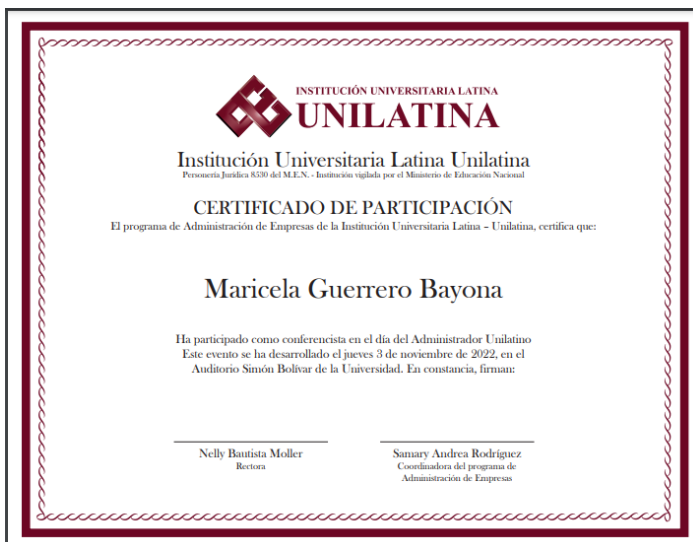 INSTITUCIÓN UNIVERSITARIA LATINA
UNILATINA
Institución Universitaria Latina Unilatina
Personería Jurídica 8530 del M.E.N. - Institución vigilada por el Ministerio de Educación Nacional
CERTIFICADO DE PARTICIPACIÓN
El programa de Administración de Empresas de la Institución Universitaria Latina – Unilatina, certifica que:
Maricela Guerrero Bayona
Ha participado como conferencista en el día del Administrador Unilatino
Este evento se ha desarrollado el jueves 3 de noviembre de 2022, en el
Auditorio Simón Bolívar de la Universidad. En constancia, firman:
Nelly Bautista Moller
Rectora
Samary Andrea Rodríguez
Coordinadora del programa de
Administración de Empresas